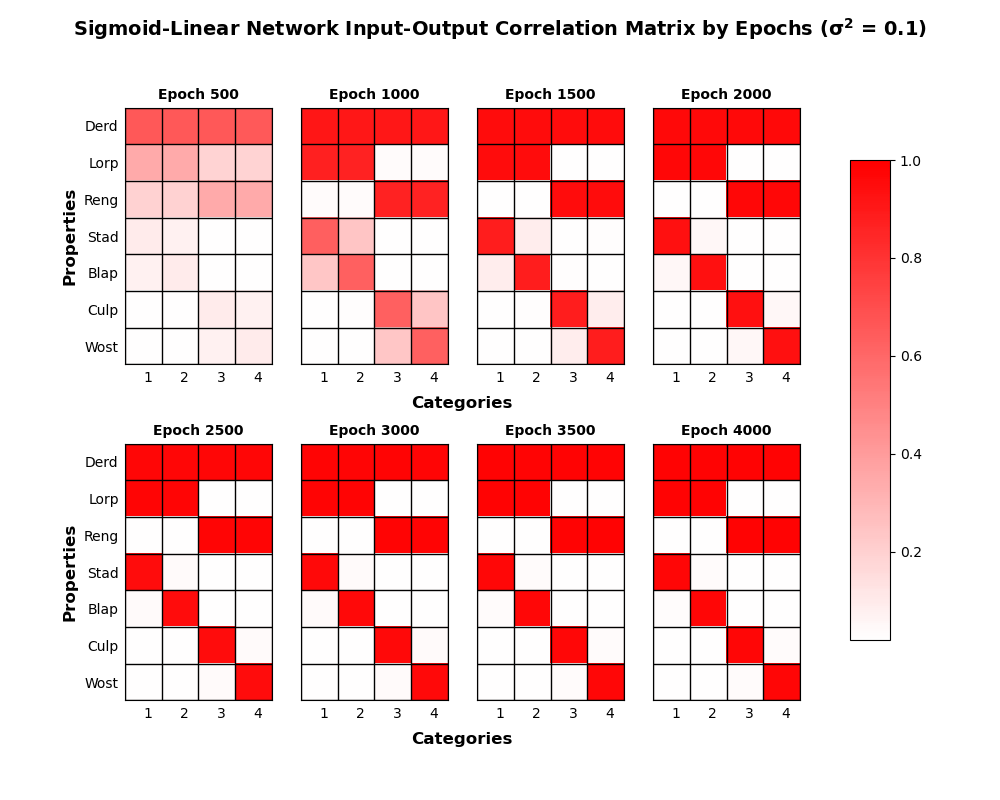 Sigmoid-Linear Network Input-Output Correlation Matrix by Epochs (σ² = 0.1)
Epoch 500
Epoch 1000
Epoch 1500
Epoch 2000
Properties
Derd
Lorp
Reng
Stad
Blap
Culp
Wost
1 2 3 4
1 2 3 4
1 2 3 4
1 2 3 4
Categories
Epoch 2500
Epoch 3000
Epoch 3500
Epoch 4000
Properties
Derd
Lorp
Reng
Stad
Blap
Culp
Wost
1 2 3 4
1 2 3 4
1 2 3 4
1 2 3 4
Categories
1.0
0.8
0.6
0.4
0.2